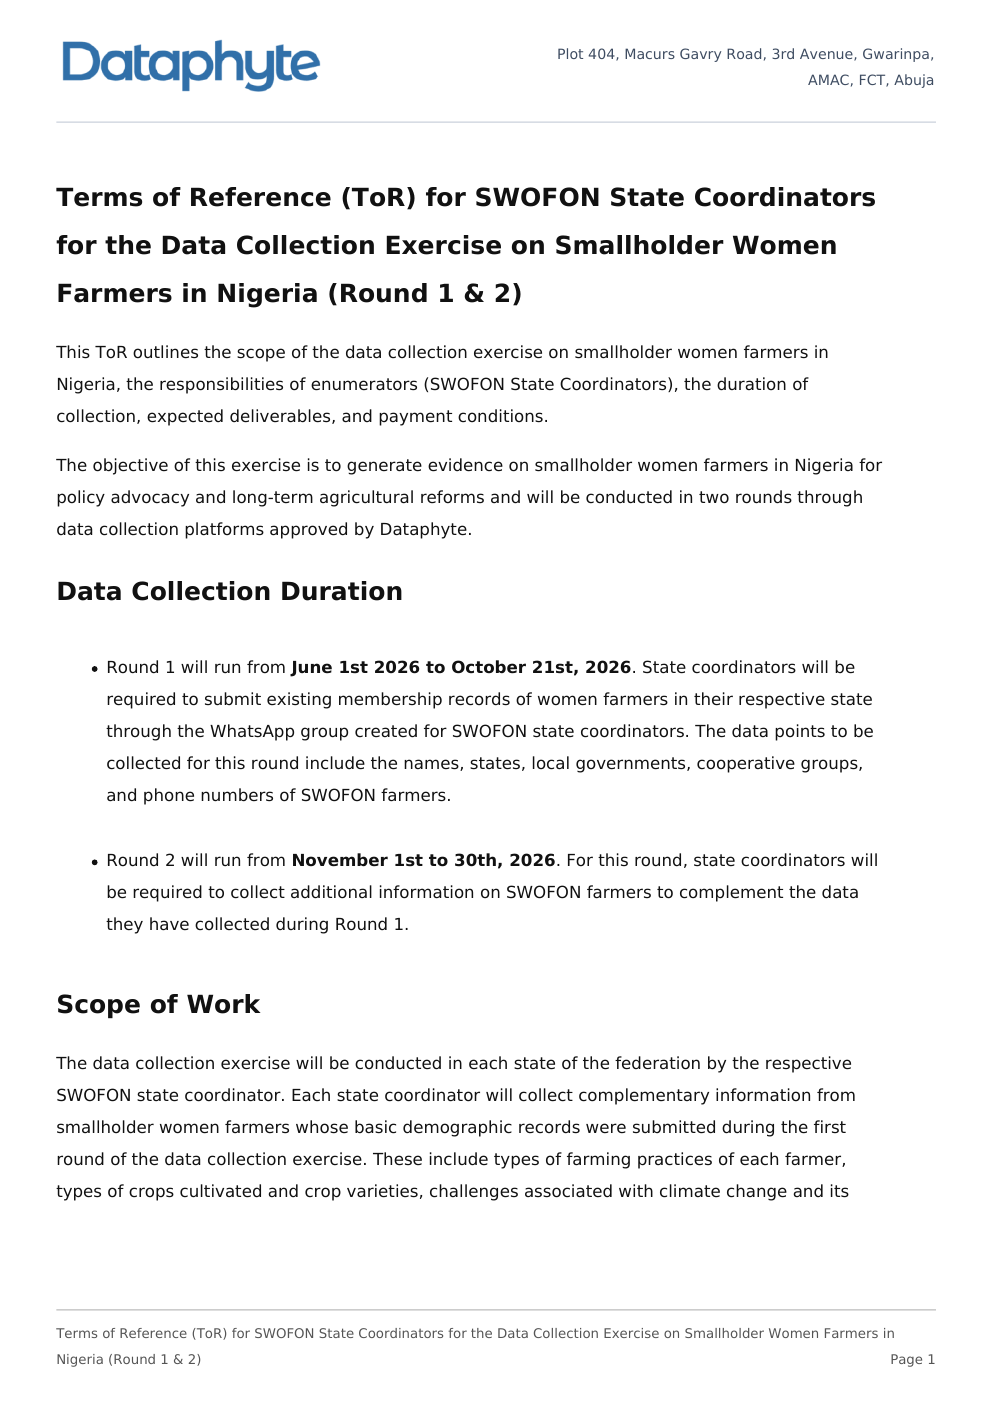 Dataphyte
Plot 404, Macurs Gavry Road, 3rd Avenue, Gwarinpa,
AMAC, FCT, Abuja
Terms of Reference (ToR) for SWOFON State Coordinators
for the Data Collection Exercise on Smallholder Women
Farmers in Nigeria (Round 1 & 2)
This ToR outlines the scope of the data collection exercise on smallholder women farmers in
Nigeria, the responsibilities of enumerators (SWOFON State Coordinators), the duration of
collection, expected deliverables, and payment conditions.
The objective of this exercise is to generate evidence on smallholder women farmers in Nigeria for
policy advocacy and long-term agricultural reforms and will be conducted in two rounds through
data collection platforms approved by Dataphyte.
Data Collection Duration
• Round 1 will run from June 1st 2026 to October 21st, 2026. State coordinators will be
required to submit existing membership records of women farmers in their respective state
through the WhatsApp group created for SWOFON state coordinators. The data points to be
collected for this round include the names, states, local governments, cooperative groups,
and phone numbers of SWOFON farmers.
• Round 2 will run from November 1st to 30th, 2026. For this round, state coordinators will
be required to collect additional information on SWOFON farmers to complement the data
they have collected during Round 1.
Scope of Work
The data collection exercise will be conducted in each state of the federation by the respective
SWOFON state coordinator. Each state coordinator will collect complementary information from
smallholder women farmers whose basic demographic records were submitted during the first
round of the data collection exercise. These include types of farming practices of each farmer,
types of crops cultivated and crop varieties, challenges associated with climate change and its
Terms of Reference (ToR) for SWOFON State Coordinators for the Data Collection Exercise on Smallholder Women Farmers in
Nigeria (Round 1 & 2)
Page 1